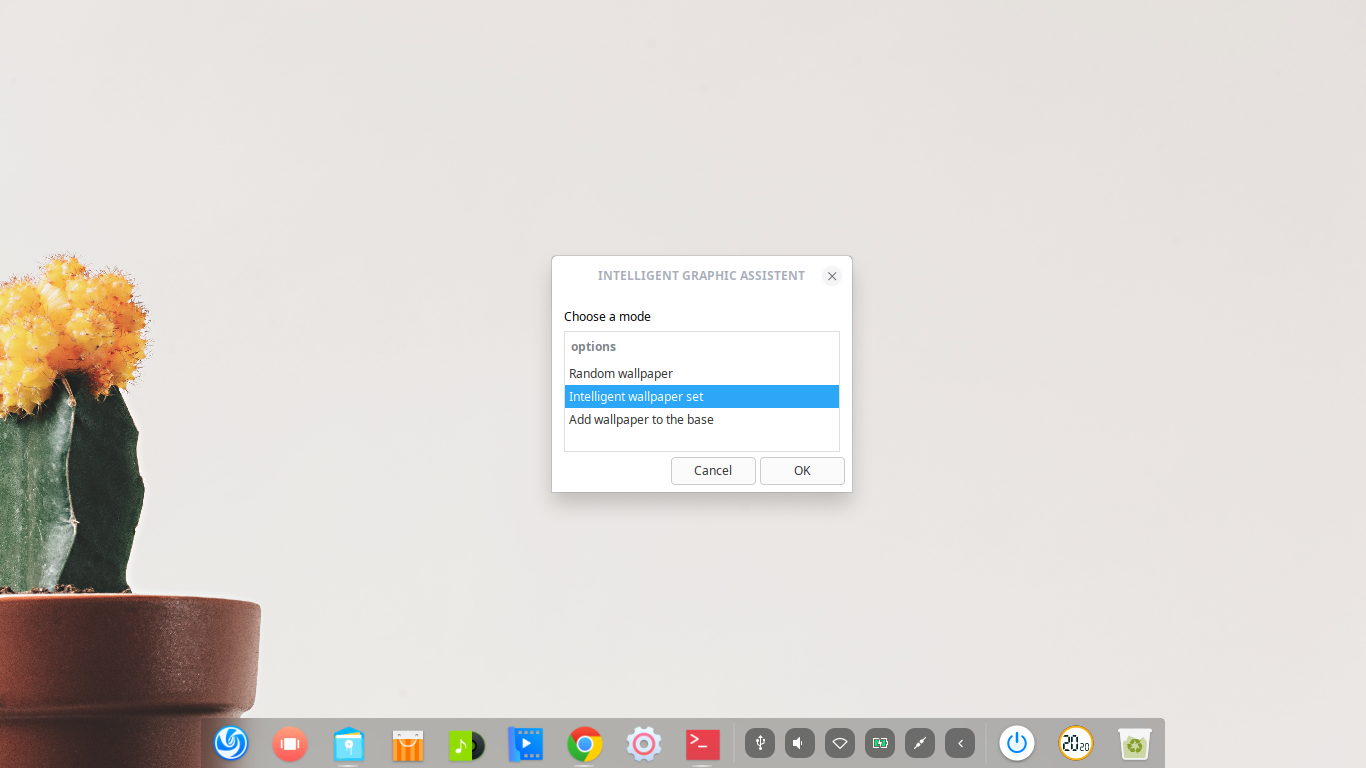 INTELLIGENT GRAPHIC ASSISTENT
Choose a mode
options
Random wallpaper
Intelligent wallpaper set
Add wallpaper to the base
Cancel OK
20 20